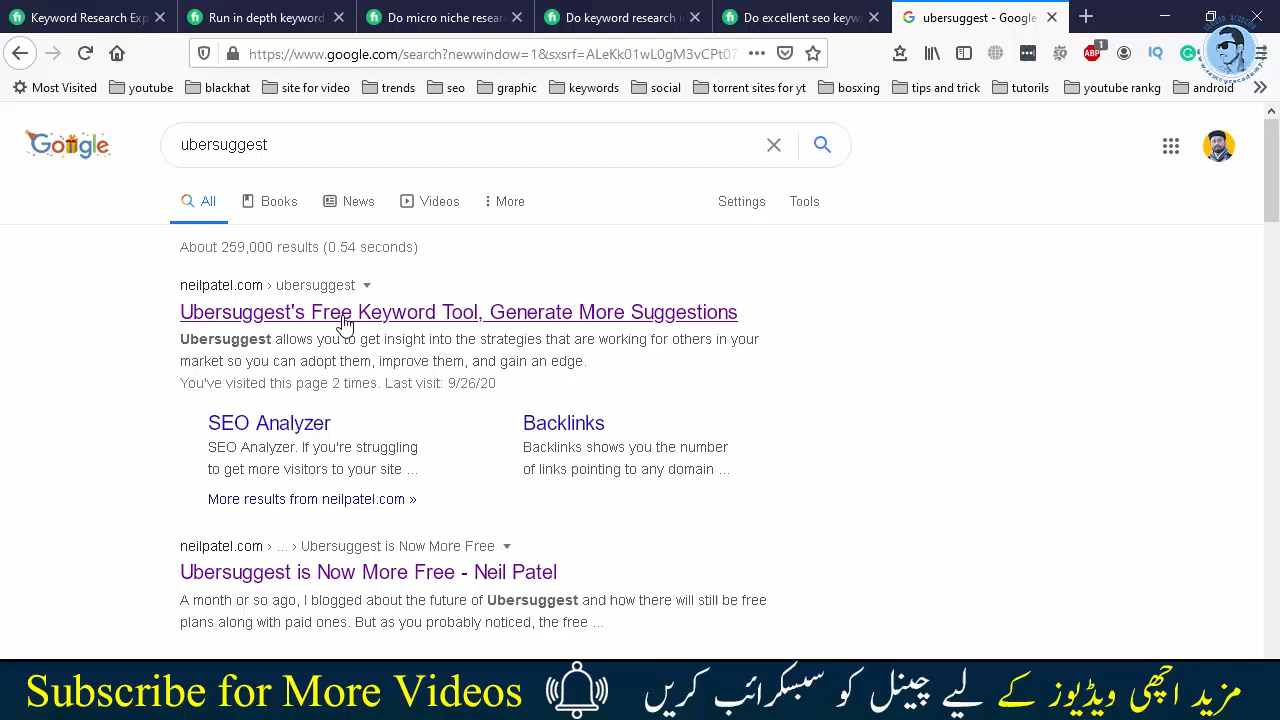 Keyword Research Exp
Run in depth keyword
Do micro niche resear
Do keyword research i
Do excellent seo keyw
ubersuggest - Google
https://www.google.com/search?newwindow=1&sxsrf=ALeKk01wL0gM3vCPt07
ABP 1
IQ
Most Visited youtube blackhat site for video trends seo graphic keywords social torrent sites for yt bosxing tips and trick tutorils youtube rankg android
Google
ubersuggest
All Books News Videos More Settings Tools
About 259,000 results (0.54 seconds)
neilpatel.com › ubersuggest
Ubersuggest's Free Keyword Tool, Generate More Suggestions
Ubersuggest allows you to get insight into the strategies that are working for others in your
market so you can adopt them, improve them, and gain an edge.
You've visited this page 2 times. Last visit: 9/26/20
SEO Analyzer
SEO Analyzer. If you're struggling
to get more visitors to your site ...
Backlinks
Backlinks shows you the number
of links pointing to any domain ...
More results from neilpatel.com »
neilpatel.com › ... › Ubersuggest is Now More Free
Ubersuggest is Now More Free - Neil Patel
A month or so ago, I blogged about the future of Ubersuggest and how there will still be free
plans along with paid ones. But as you probably noticed, the free ...
Subscribe for More Videos
مزید اچھی ویڈیوز کے لیے چینل کو سبسکرائب کریں